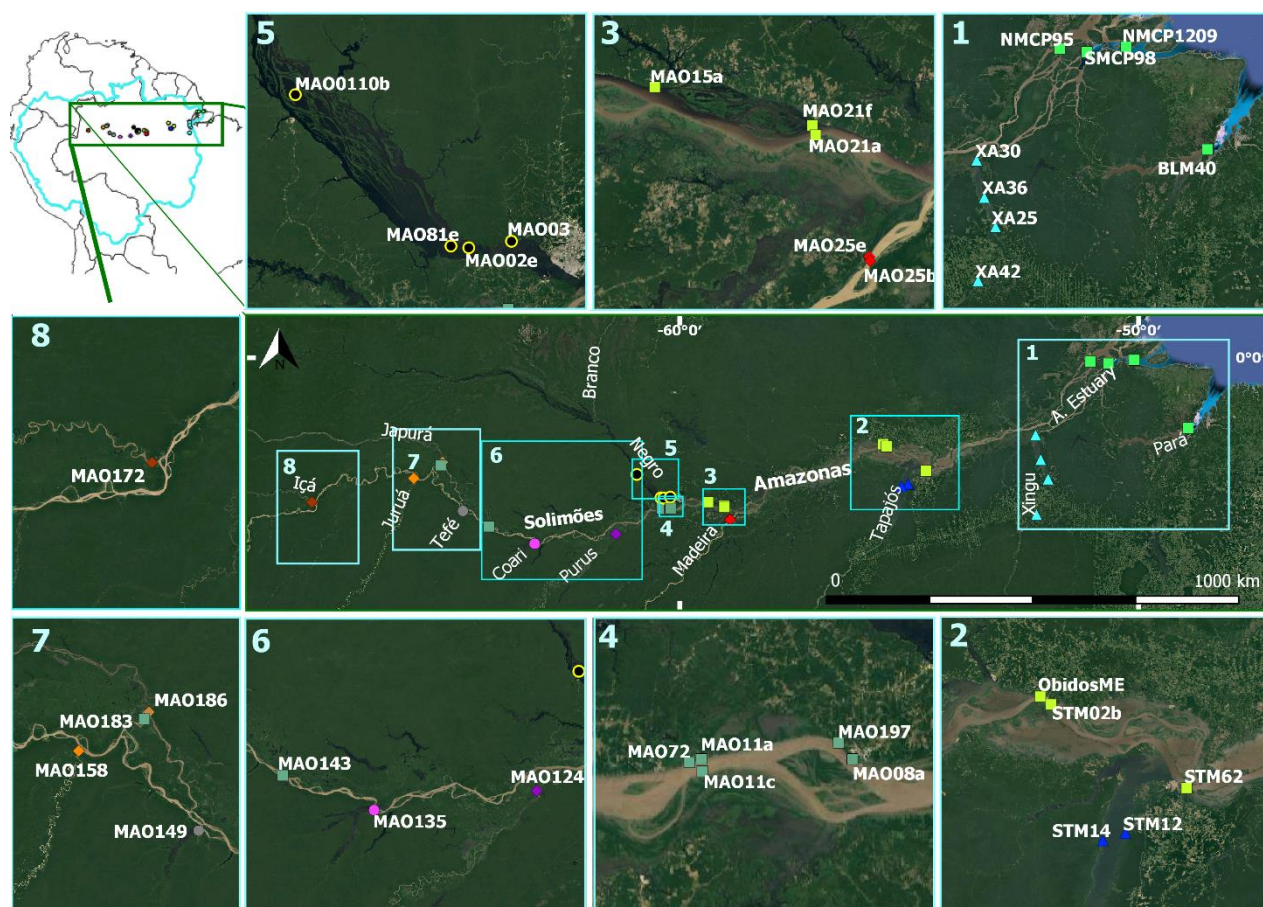 5
MAO0110b
MAO81e
MAO02e
MAO03
3
MAO15a
MAO21f
MAO21a
MAO25e
MAO25b
1
NMCP95
NMCP1209
SMCP98
XA30
XA36
XA25
XA42
BLM40
8
MAO172
N
-60°0′
-50°0′
0°0
Branco
Japurá
8
Içá
7
Juruá
Tefé
6
Solimões
Coari
Purus
Negro
5
4
3
Madeira
Amazonas
2
Tapajós
1
A. Estuary
Xingu
Pará
0
1000 km
7
MAO186
MAO183
MAO158
MAO149
6
MAO143
MAO124
MAO135
4
MAO72
MAO11a
MAO11c
MAO197
MAO08a
2
ObidosME
STM02b
STM62
STM14
STM12